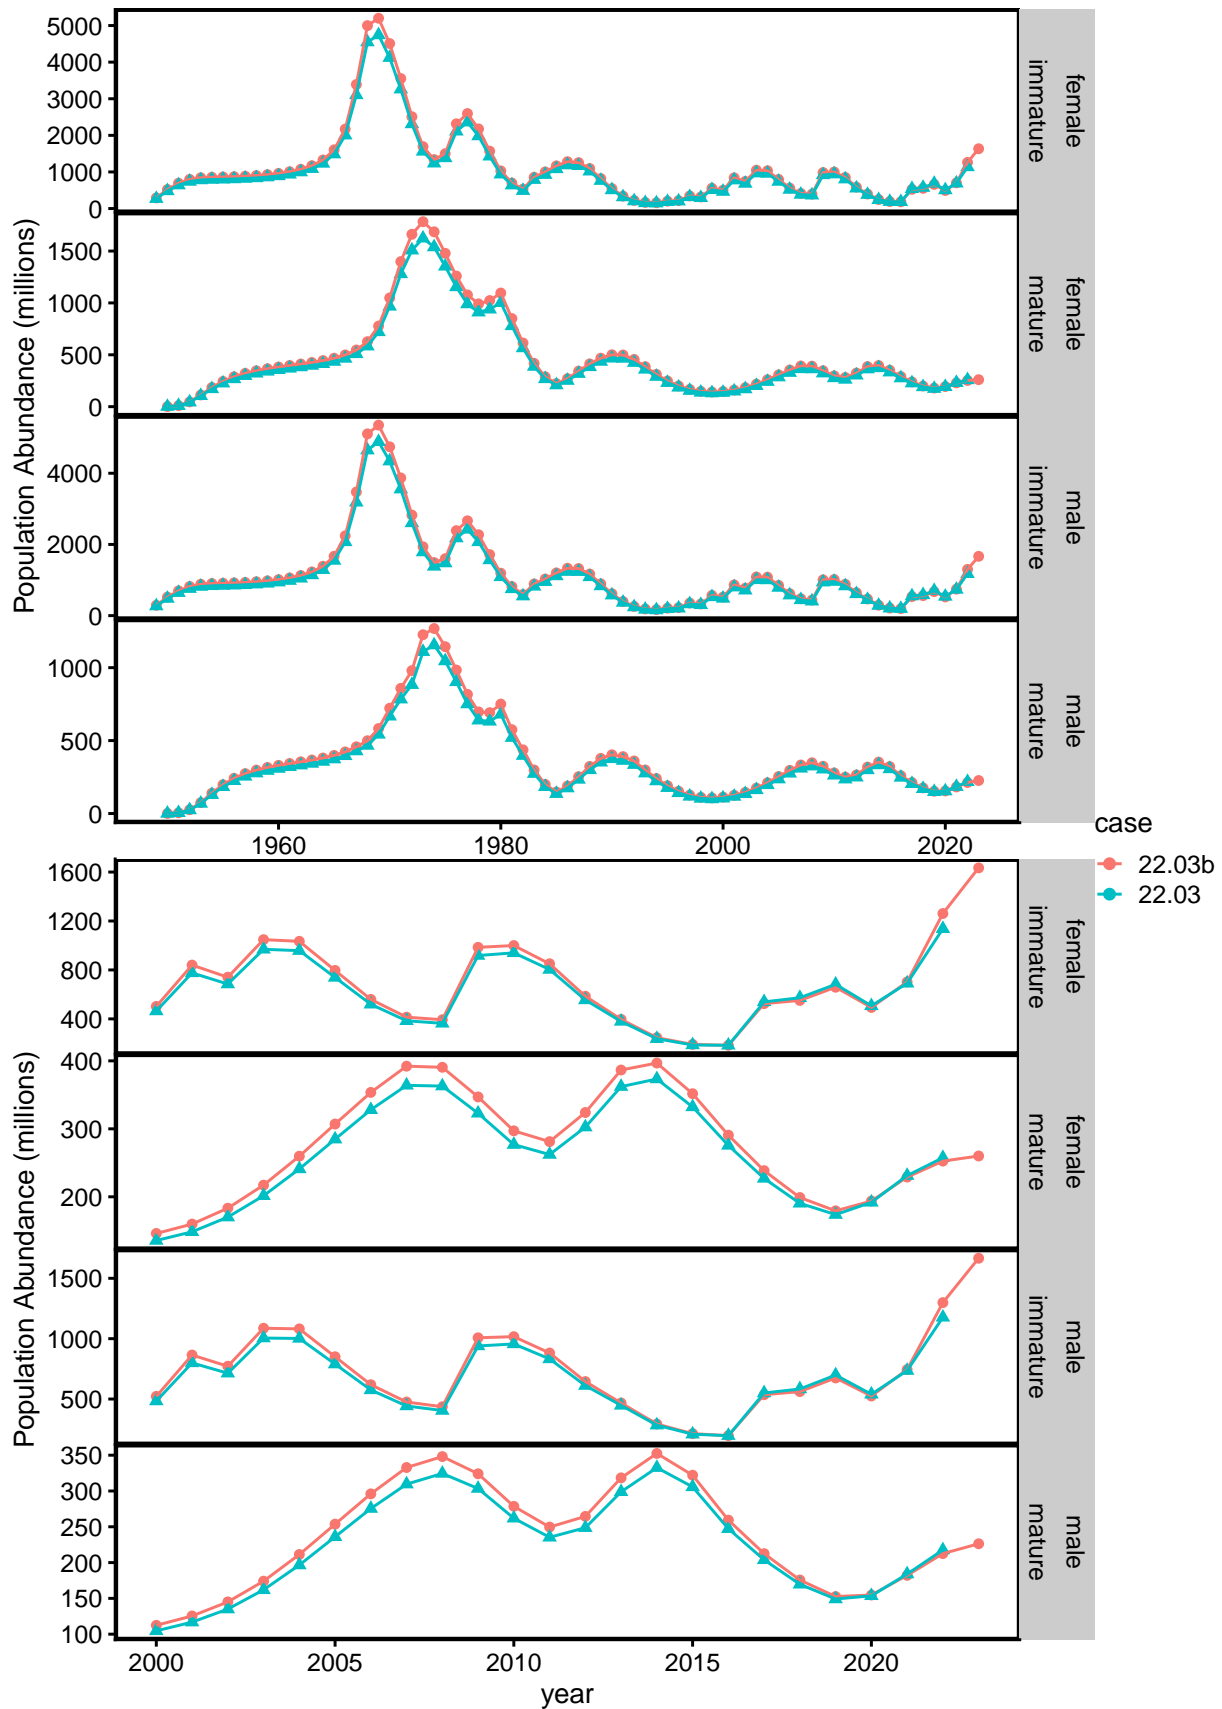 Population Abundance (millions)
5000
4000
3000
2000
1000
0
female
immature
1500
1000
500
0
female
mature
4000
2000
0
male
immature
1000
500
0
male
mature
1960
1980
2000
2020
case
22.03b
22.03
Population Abundance (millions)
1600
1200
800
400
female
immature
400
300
200
female
mature
1500
1000
500
male
immature
350
300
250
200
150
100
male
mature
2000
2005
2010
2015
2020
year